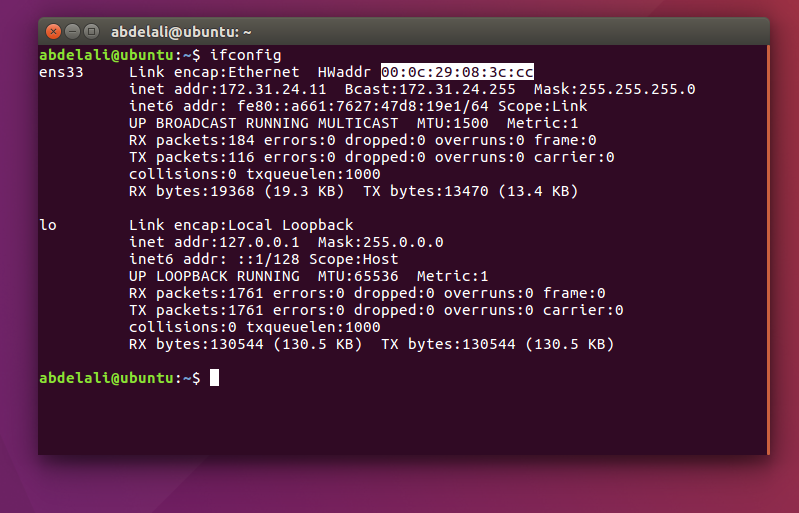 abdelali@ubuntu: ~
abdelali@ubuntu:~$ ifconfig
ens33     Link encap:Ethernet  HWaddr 00:0c:29:08:3c:cc
          inet addr:172.31.24.11  Bcast:172.31.24.255  Mask:255.255.255.0
          inet6 addr: fe80::a661:7627:47d8:19e1/64 Scope:Link
          UP BROADCAST RUNNING MULTICAST  MTU:1500  Metric:1
          RX packets:184 errors:0 dropped:0 overruns:0 frame:0
          TX packets:116 errors:0 dropped:0 overruns:0 carrier:0
          collisions:0 txqueuelen:1000
          RX bytes:19368 (19.3 KB)  TX bytes:13470 (13.4 KB)

lo        Link encap:Local Loopback
          inet addr:127.0.0.1  Mask:255.0.0.0
          inet6 addr: ::1/128 Scope:Host
          UP LOOPBACK RUNNING  MTU:65536  Metric:1
          RX packets:1761 errors:0 dropped:0 overruns:0 frame:0
          TX packets:1761 errors:0 dropped:0 overruns:0 carrier:0
          collisions:0 txqueuelen:1000
          RX bytes:130544 (130.5 KB)  TX bytes:130544 (130.5 KB)

abdelali@ubuntu:~$